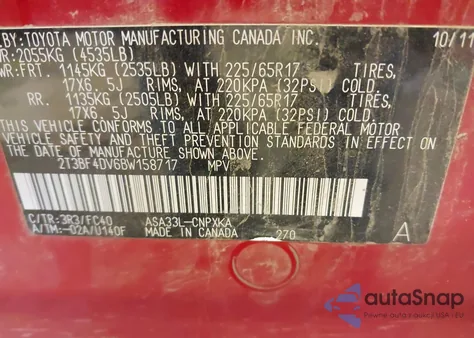 LBY:TOYOTA MOTOR MANUFACTURING CANADA INC. 10/11
WR:2055KG (4535LB)
WR:FRT. 1145KG (2535LB) WITH 225/65R17 TIRES,
17X6.5J RIMS, AT 220KPA (32PSI) COLD.
RR. 1135KG (2505LB) WITH 225/65R17 TIRES,
17X6.5J RIMS, AT 220KPA (32PSI) COLD.
THIS VEHICLE CONFORMS TO ALL APPLICABLE FEDERAL MOTOR
VEHICLE SAFETY AND THEFT PREVENTION STANDARDS IN EFFECT
ON THE DATE OF MANUFACTURE SHOWN ABOVE.
2T3BF4DV6BW158717 MPV
C/TR:3R3/FC40 ASA33L-CNPXKA
A/TM:-02A/U140F MADE IN CANADA 270 A
autoSnap